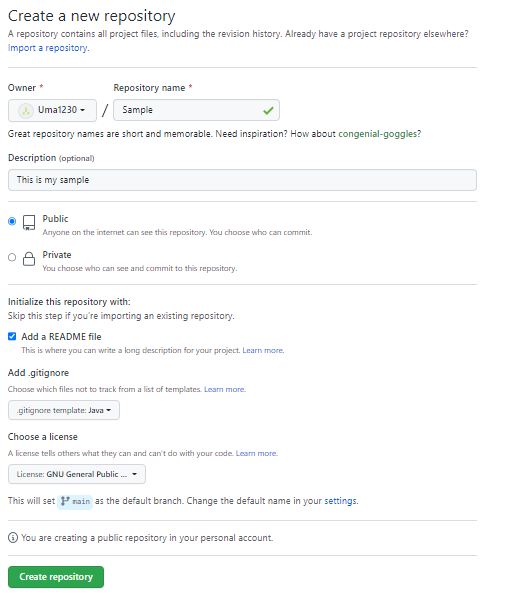 Create a new repository
A repository contains all project files, including the revision history. Already have a project repository elsewhere?
Import a repository.
Owner * Repository name *
Uma1230 / Sample
Great repository names are short and memorable. Need inspiration? How about congenial-goggles?
Description (optional)
This is my sample
Public
Anyone on the internet can see this repository. You choose who can commit.
Private
You choose who can see and commit to this repository.
Initialize this repository with:
Skip this step if you're importing an existing repository.
Add a README file
This is where you can write a long description for your project. Learn more.
Add .gitignore
Choose which files not to track from a list of templates. Learn more.
.gitignore template: Java
Choose a license
A license tells others what they can and can't do with your code. Learn more.
License: GNU General Public ...
This will set main as the default branch. Change the default name in your settings.
You are creating a public repository in your personal account.
Create repository